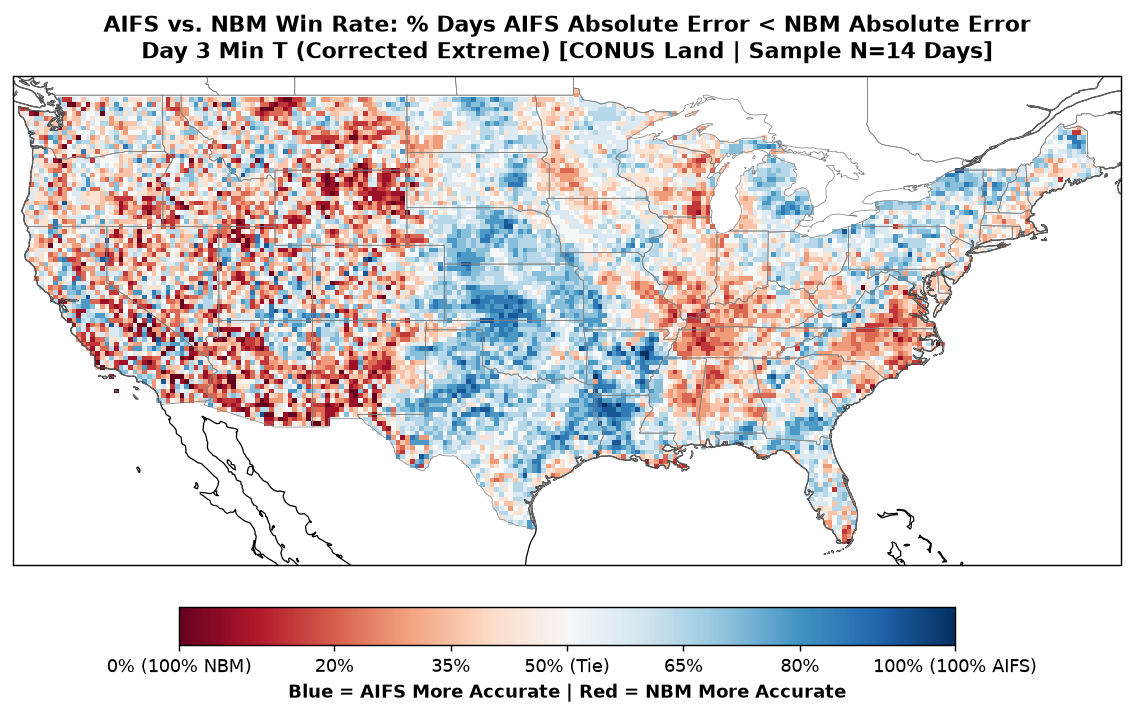 AIFS vs. NBM Win Rate: % Days AIFS Absolute Error < NBM Absolute Error
Day 3 Min T (Corrected Extreme) [CONUS Land | Sample N=14 Days]
0% (100% NBM) 20% 35% 50% (Tie) 65% 80% 100% (100% AIFS)
Blue = AIFS More Accurate | Red = NBM More Accurate